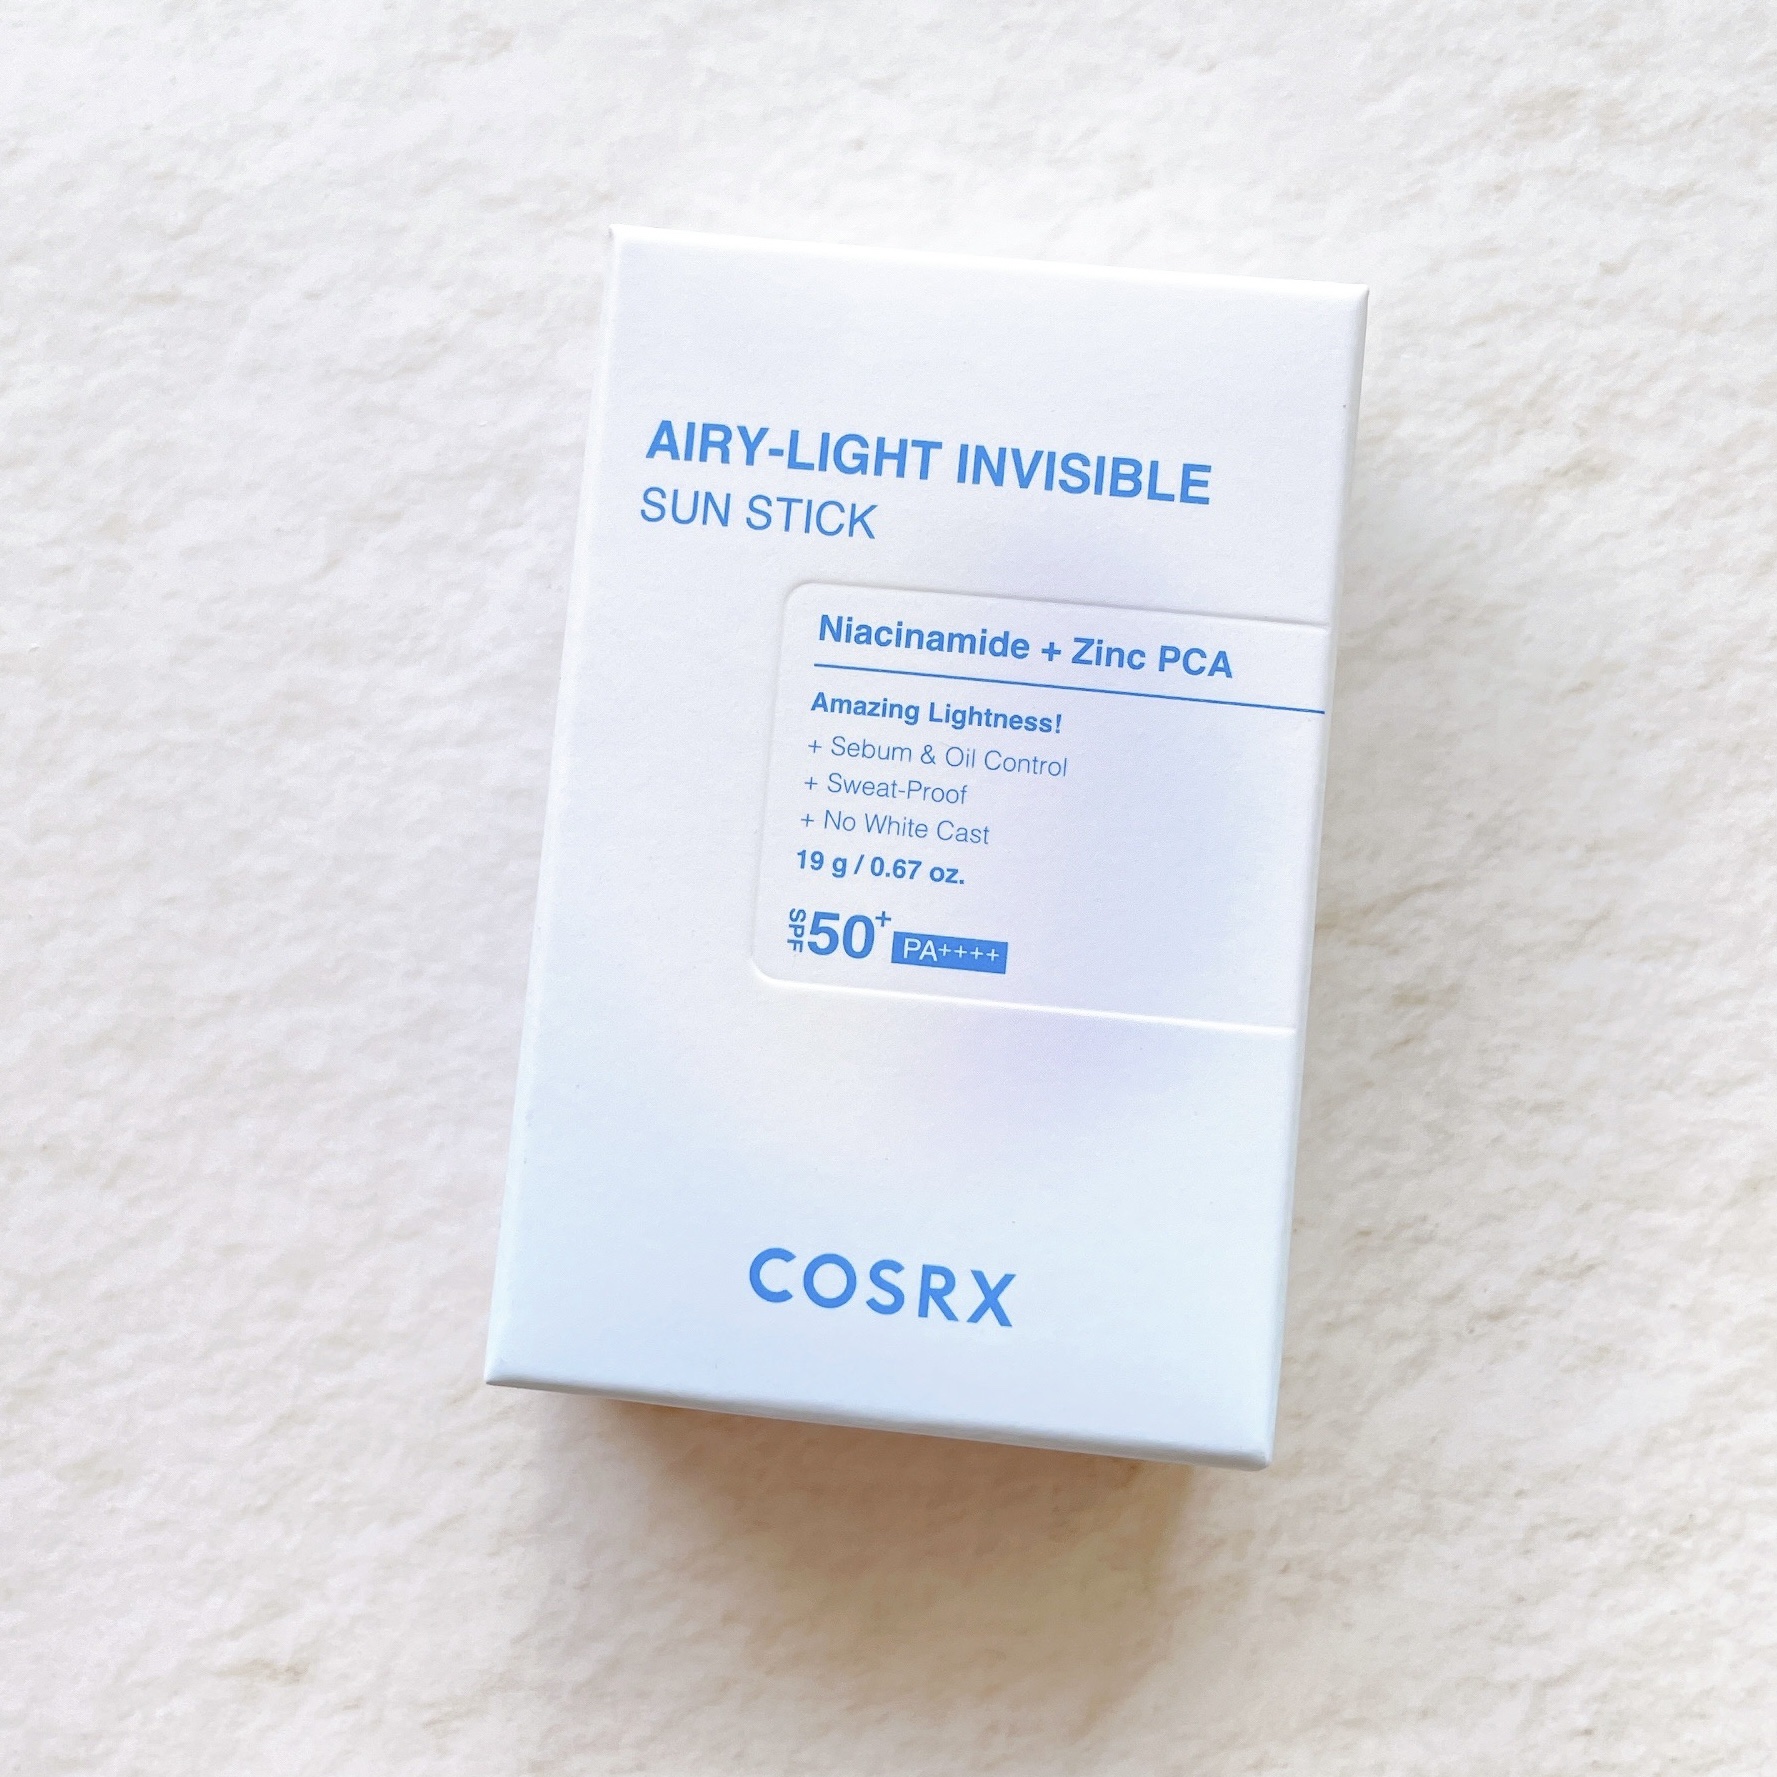 AIRY-LIGHT INVISIBLE
SUN STICK
Niacinamide + Zinc PCA
Amazing Lightness!
+ Sebum & Oil Control
+ Sweat-Proof
+ No White Cast
19 g / 0.67 oz.
SPF 50+ PA++++
COSRX